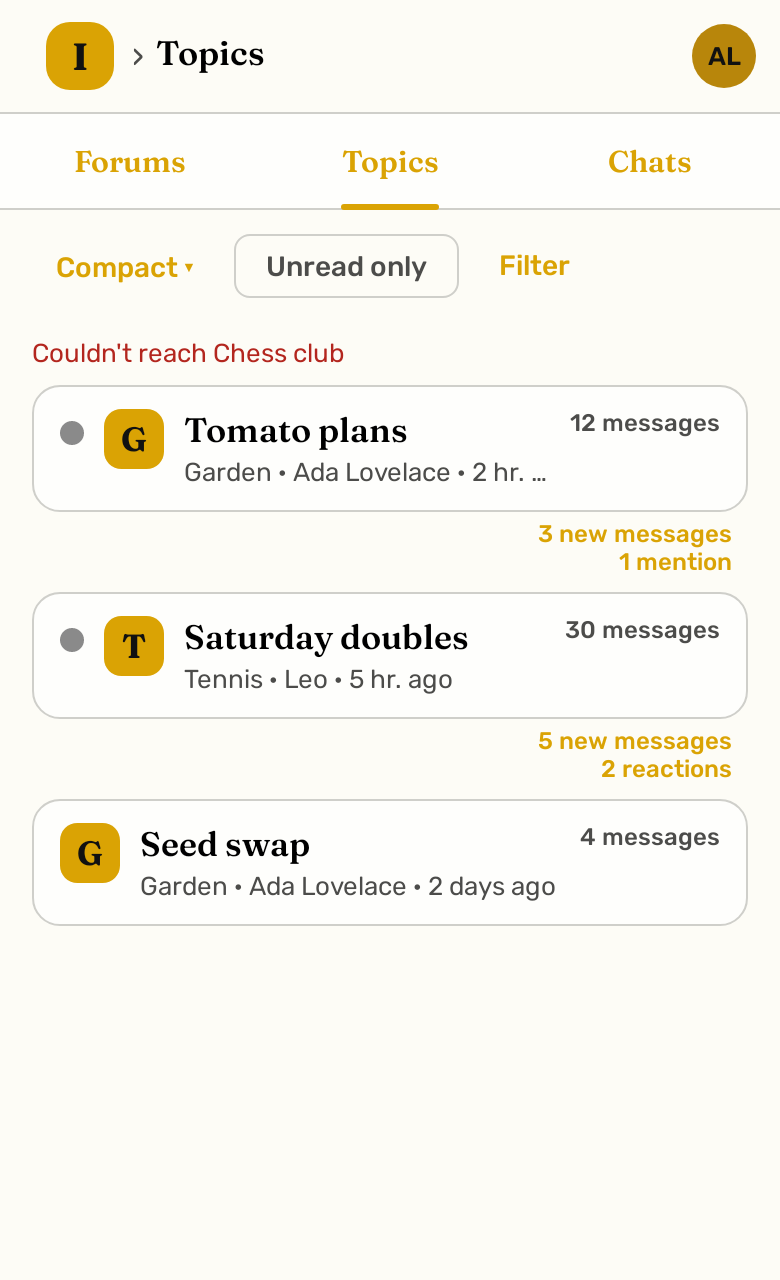 I › Topics AL
Forums Topics Chats
Compact ▾ Unread only Filter
Couldn't reach Chess club
G Tomato plans 12 messages
Garden • Ada Lovelace • 2 hr. …
3 new messages
1 mention
T Saturday doubles 30 messages
Tennis • Leo • 5 hr. ago
5 new messages
2 reactions
G Seed swap 4 messages
Garden • Ada Lovelace • 2 days ago